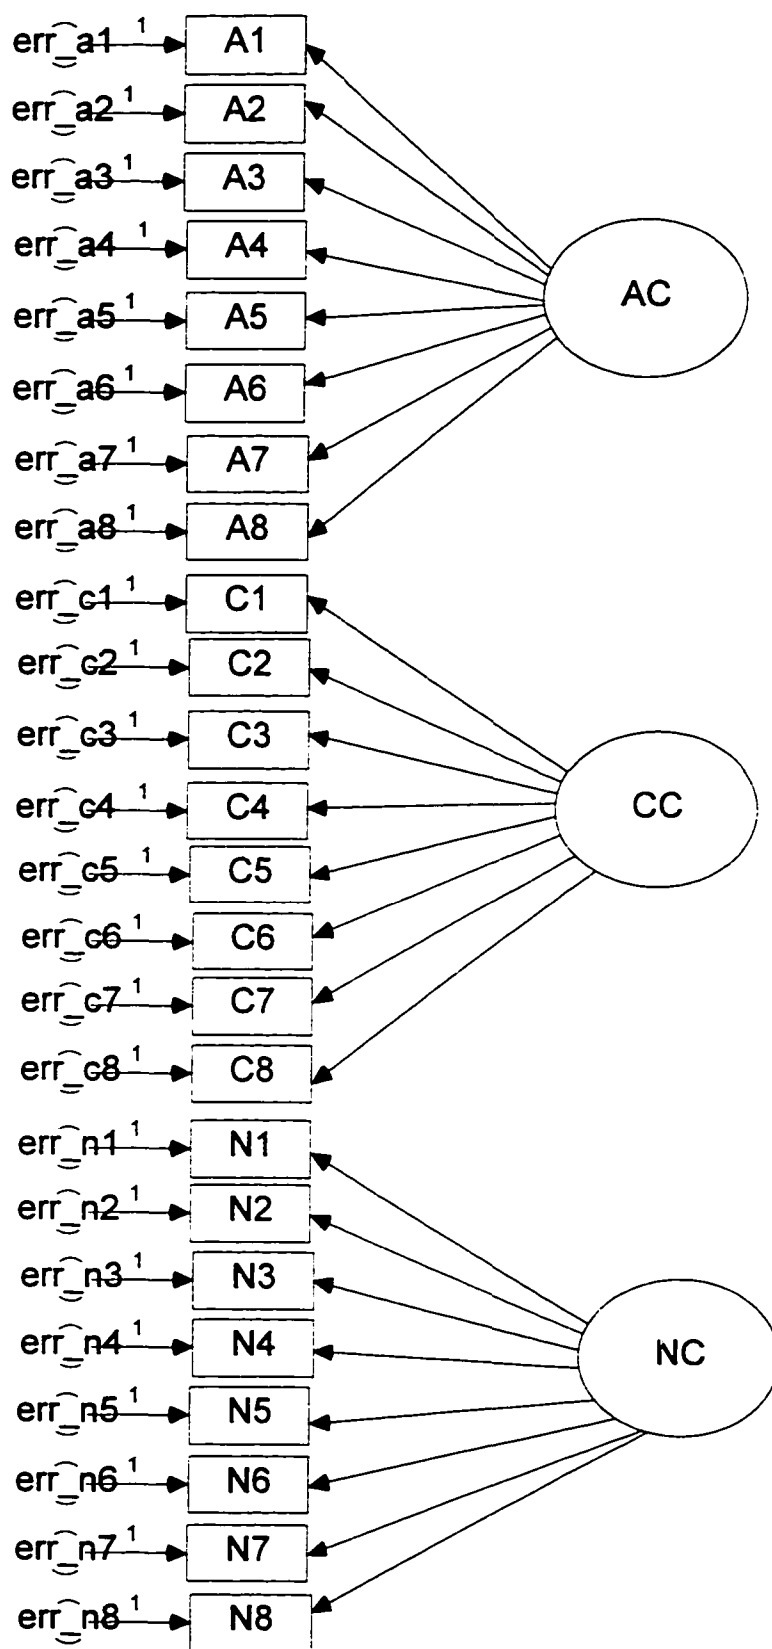 err_a1 1 A1
err_a2 1 A2
err_a3 1 A3
err_a4 1 A4
AC
err_a5 1 A5
err_a6 1 A6
err_a7 1 A7
err_a8 1 A8
err_c1 1 C1
err_c2 1 C2
err_c3 1 C3
err_c4 1 C4
CC
err_c5 1 C5
err_c6 1 C6
err_c7 1 C7
err_c8 1 C8
err_n1 1 N1
err_n2 1 N2
err_n3 1 N3
err_n4 1 N4
NC
err_n5 1 N5
err_n6 1 N6
err_n7 1 N7
err_n8 1 N8